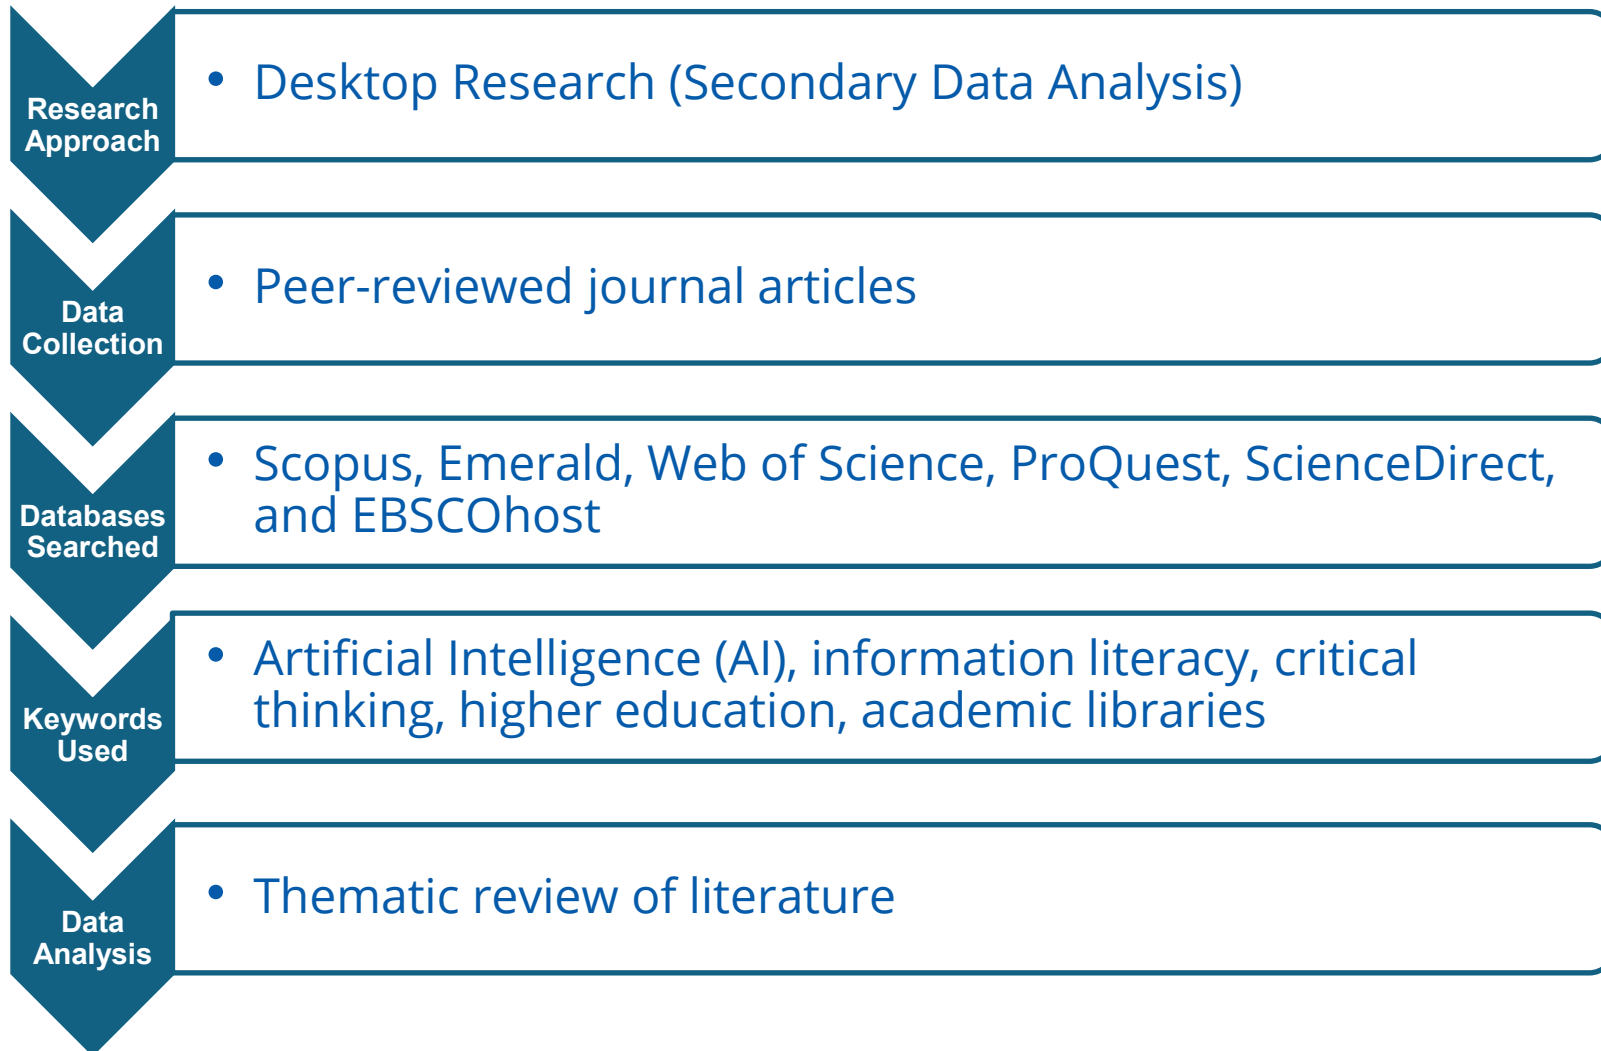 Research
Approach
• Desktop Research (Secondary Data Analysis)
Data
Collection
• Peer-reviewed journal articles
Databases
Searched
• Scopus, Emerald, Web of Science, ProQuest, ScienceDirect,
and EBSCOhost
Keywords
Used
• Artificial Intelligence (AI), information literacy, critical
thinking, higher education, academic libraries
Data
Analysis
• Thematic review of literature